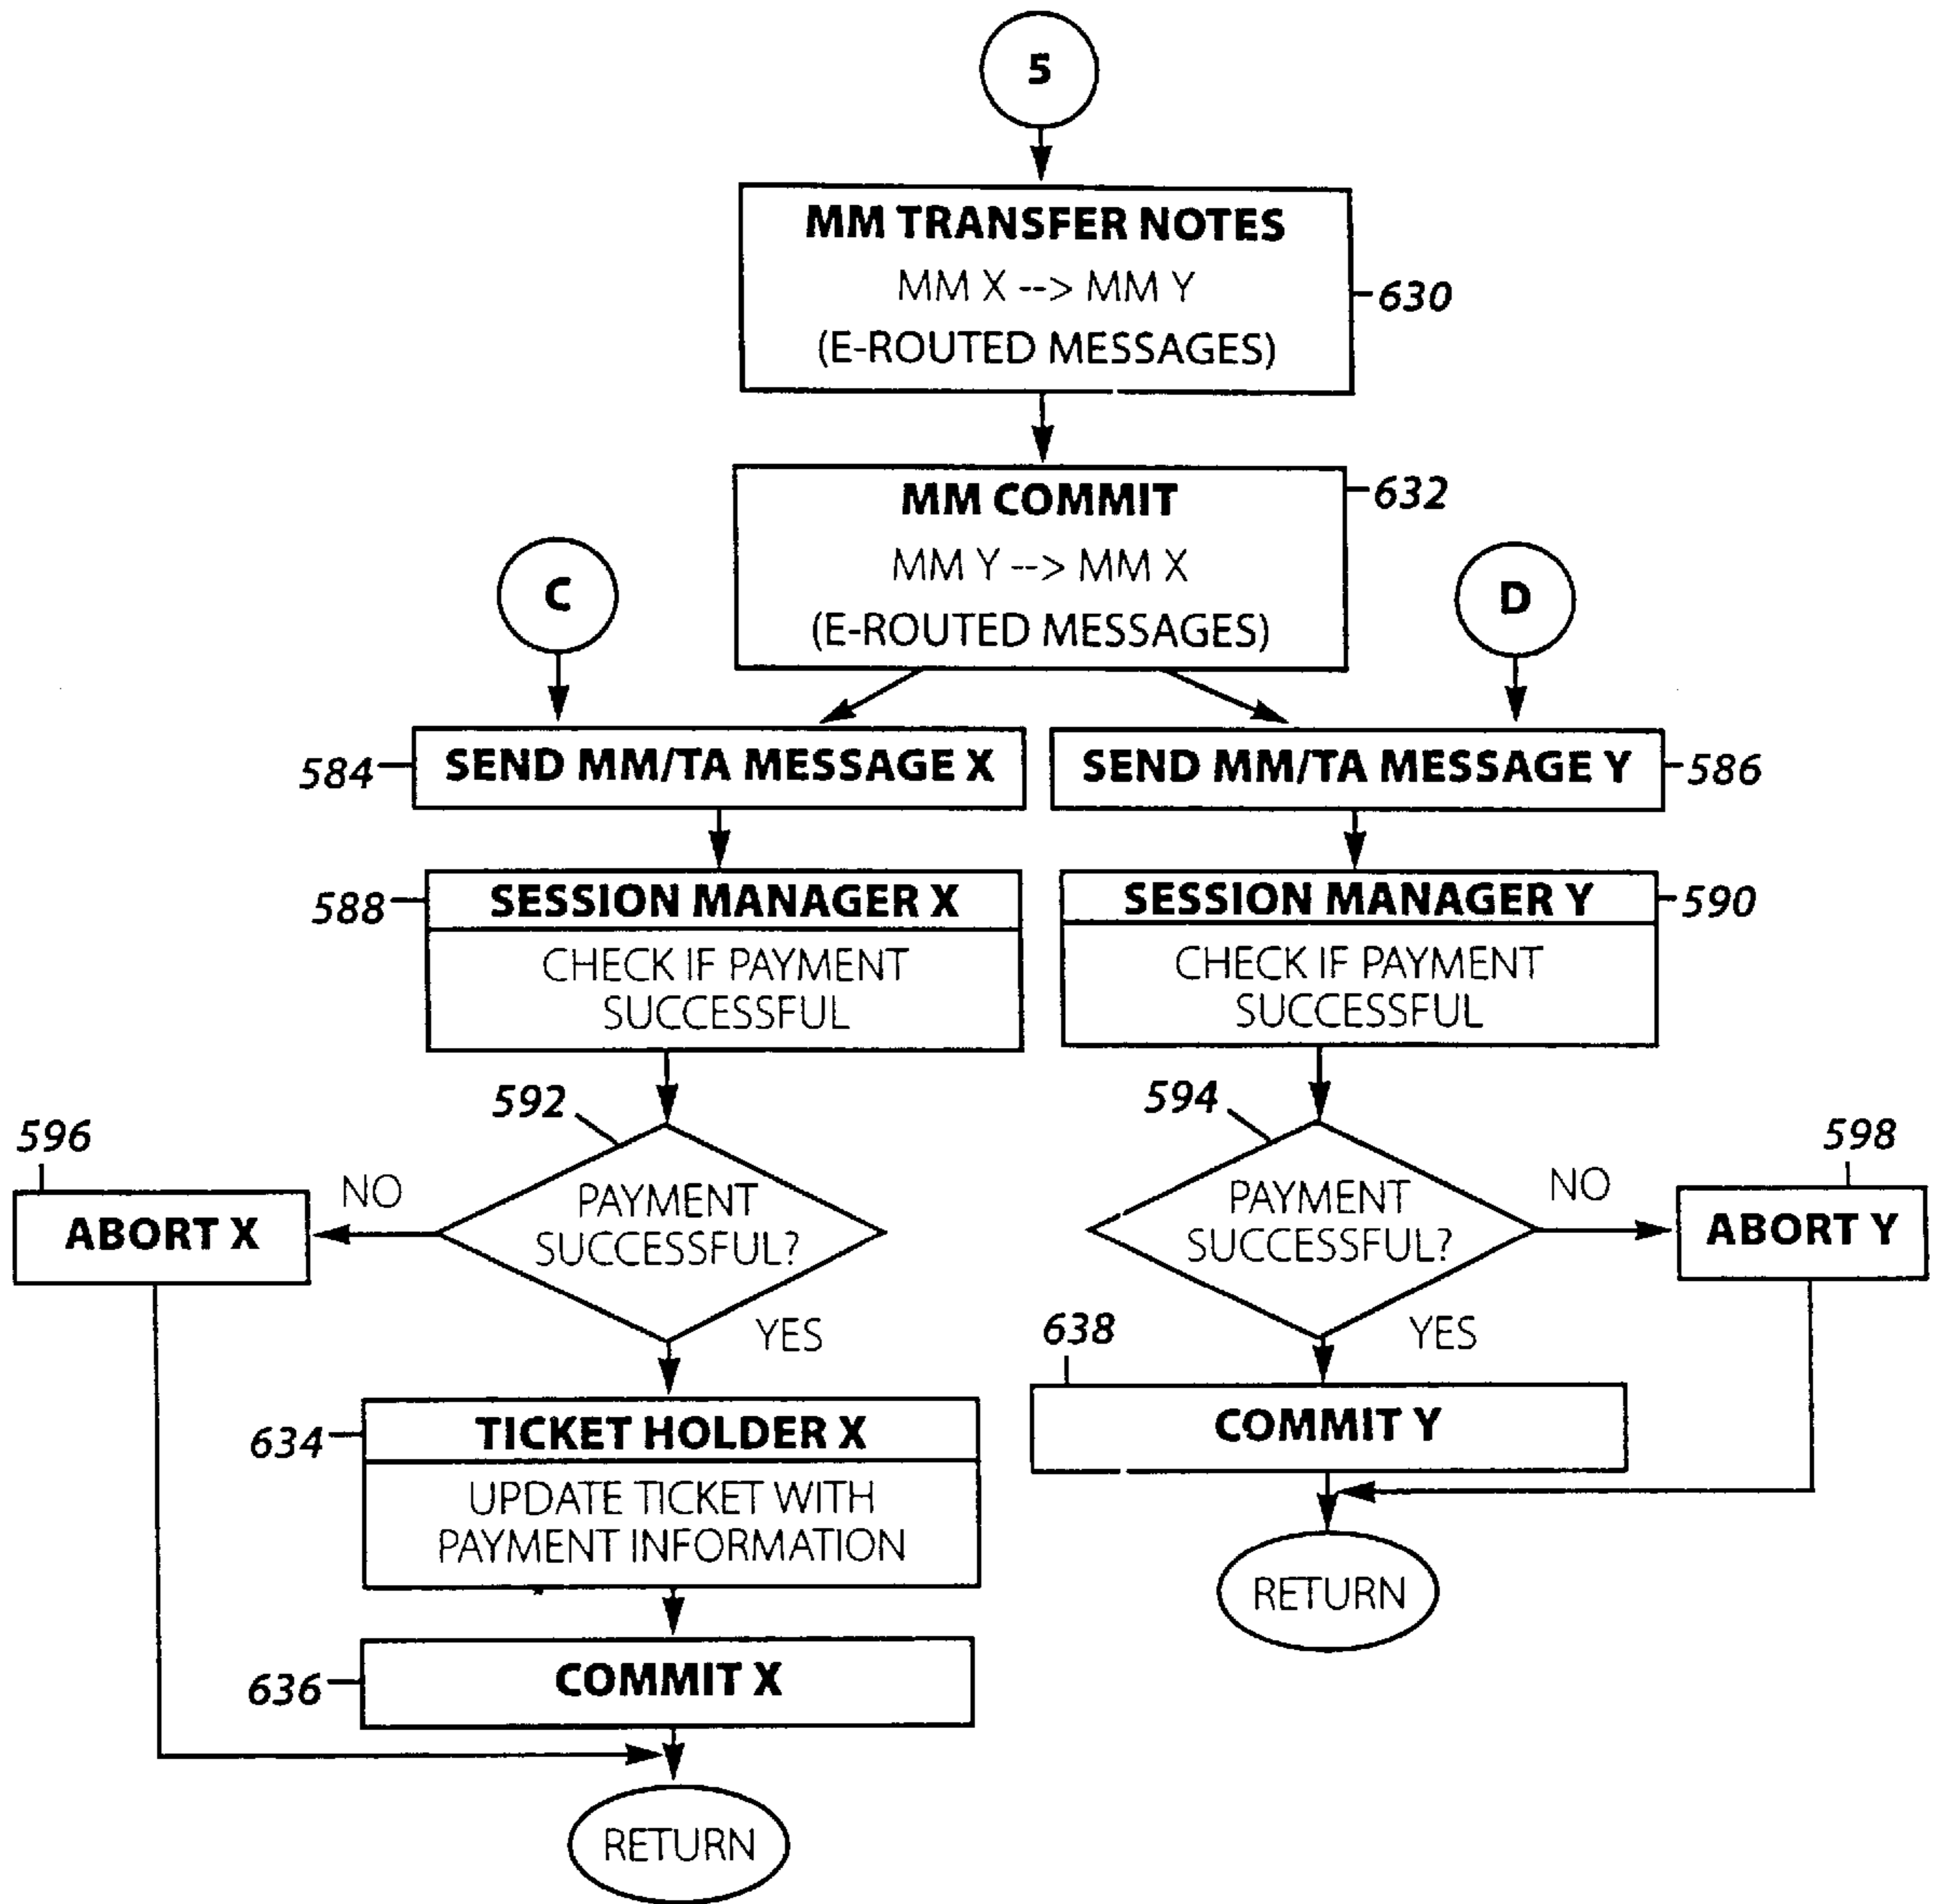 5
MM TRANSFER NOTES
MM X --> MM Y
(E-ROUTED MESSAGES)
630
MM COMMIT
MM Y --> MM X
(E-ROUTED MESSAGES)
632
C
D
584
SEND MM/TA MESSAGE X
SEND MM/TA MESSAGE Y
586
588
SESSION MANAGER X
CHECK IF PAYMENT
SUCCESSFUL
SESSION MANAGER Y
CHECK IF PAYMENT
SUCCESSFUL
590
592
PAYMENT
SUCCESSFUL?
NO
596
ABORT X
YES
594
PAYMENT
SUCCESSFUL?
NO
598
ABORT Y
YES
634
TICKET HOLDER X
UPDATE TICKET WITH
PAYMENT INFORMATION
638
COMMIT Y
RETURN
636
COMMIT X
RETURN